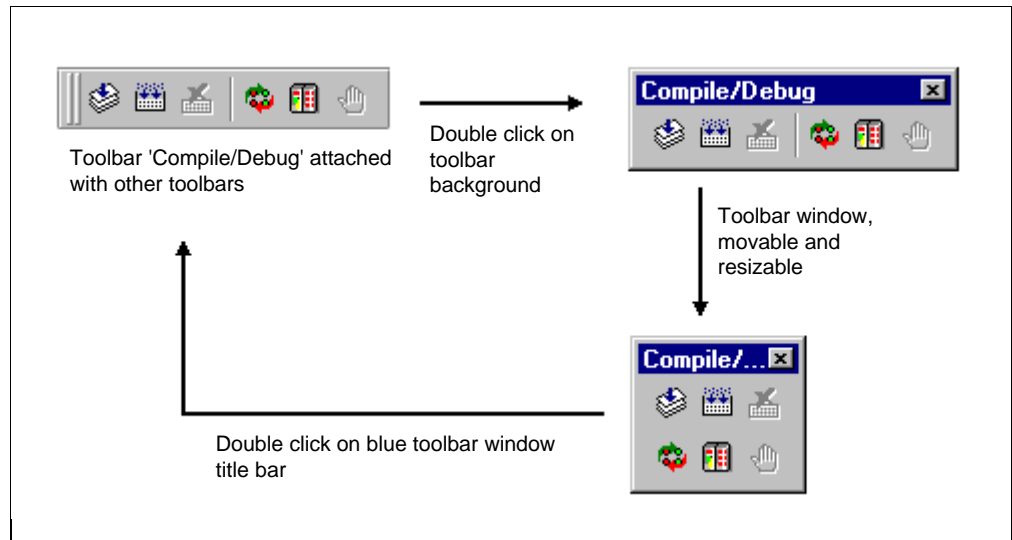 Toolbar 'Compile/Debug' attached
with other toolbars
Double click on
toolbar
background
Compile/Debug
Toolbar window,
movable and
resizable
Compile/...
Double click on blue toolbar window
title bar